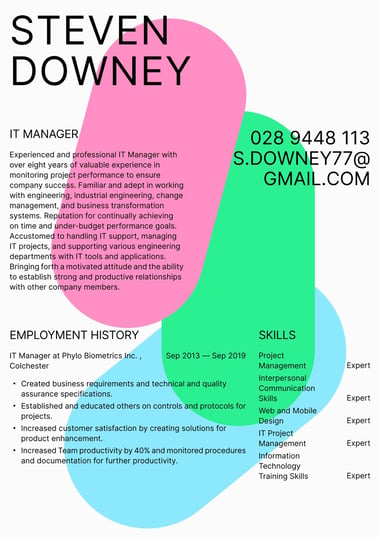 STEVEN
DOWNEY
IT MANAGER
028 9448 113
S.DOWNEY77@
GMAIL.COM
Experienced and professional IT Manager with
over eight years of valuable experience in
monitoring project performance to ensure
company success. Familiar and adept in working
with engineering, industrial engineering, change
management, and business transformation
systems. Reputation for continually achieving
on time and under-budget performance goals.
Accustomed to handling IT support, managing
IT projects, and supporting various engineering
departments with IT tools and applications.
Bringing forth a motivated attitude and the ability
to establish strong and productive relationships
with other company members.
EMPLOYMENT HISTORY
IT Manager at Phylo Biometrics Inc. , Sep 2013 — Sep 2019
Colchester
• Created business requirements and technical and quality
assurance specifications.
• Established and educated others on controls and protocols for
projects.
• Increased customer satisfaction by creating solutions for
product enhancement.
• Increased Team productivity by 40% and monitored procedures
and documentation for further productivity.
SKILLS
Project
Management Expert
Interpersonal
Communication
Skills Expert
Web and Mobile
Design Expert
IT Project
Management Expert
Information
Technology
Training Skills Expert